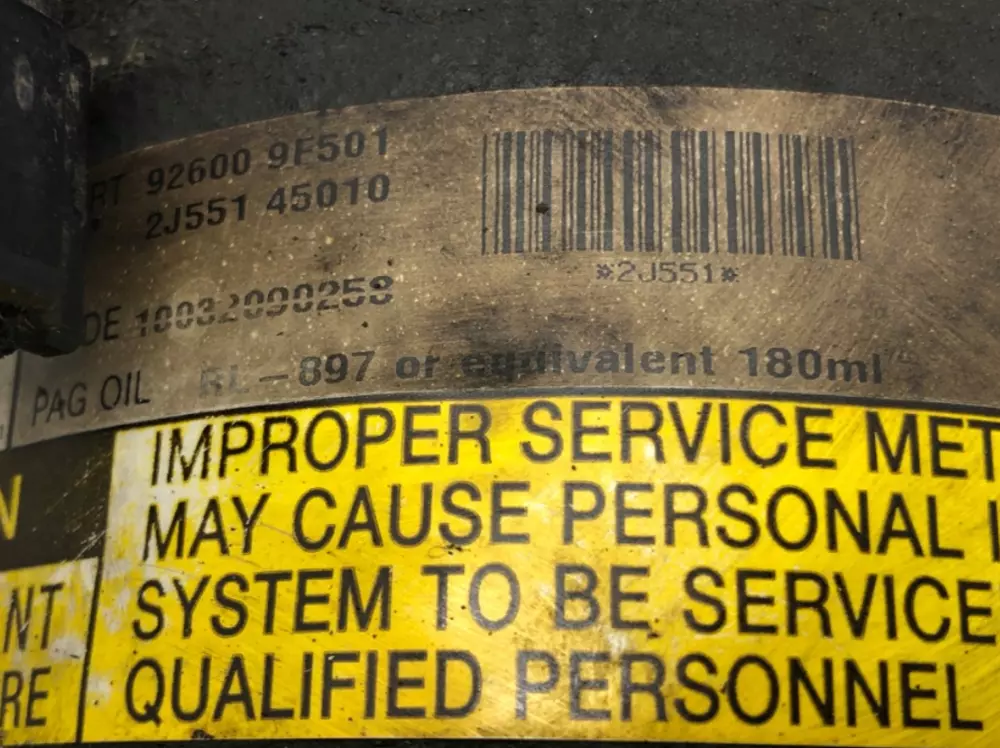 RT 92600 9F501
2J551 45010
*2J551*
DE 10032090258
PAG OIL RL-897 or equivalent 180ml
IMPROPER SERVICE MET
N
MAY CAUSE PERSONAL I
NT
SYSTEM TO BE SERVICE
RE
QUALIFIED PERSONNEL